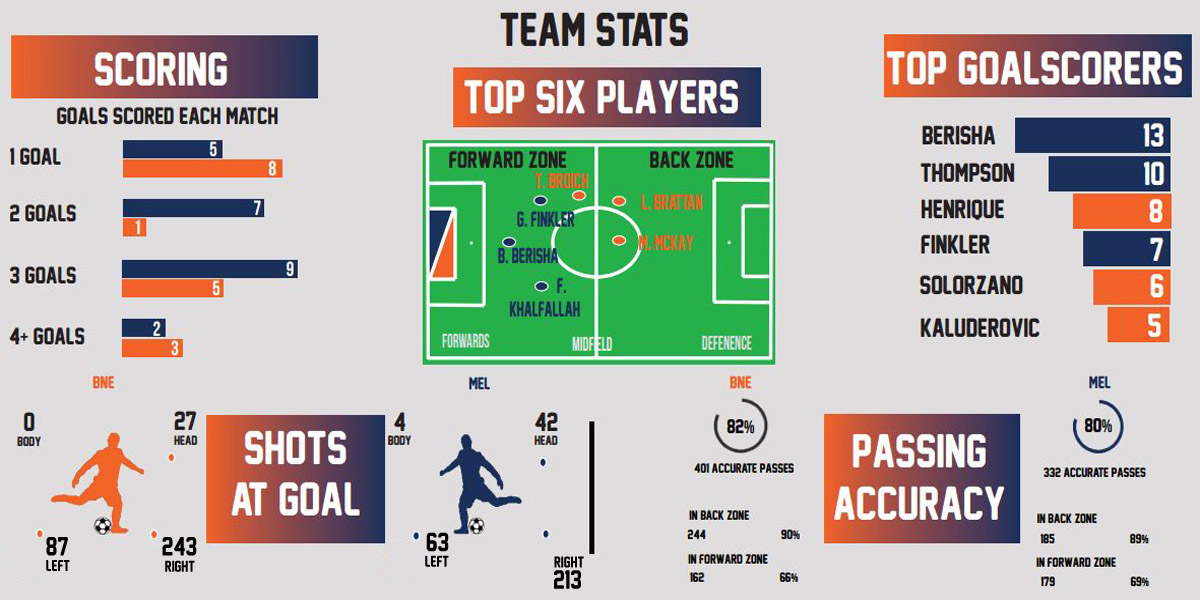 TEAM STATS
SCORING
GOALS SCORED EACH MATCH
1 GOAL
5
8
2 GOALS
7
1
3 GOALS
9
5
4+ GOALS
2
3
TOP SIX PLAYERS
FORWARD ZONE
BACK ZONE
T. BROICH
L. BRATTAN
G. FINKLER
M. MCKAY
B. BERISHA
F.
KHALFALLAH
FORWARDS
MIDFIELD
DEFENENCE
TOP GOALSCORERS
BERISHA 13
THOMPSON 10
HENRIQUE 8
FINKLER 7
SOLORZANO 6
KALUDEROVIC 5
BNE
0
BODY
27
HEAD
87
LEFT
243
RIGHT
SHOTS
AT GOAL
MEL
4
BODY
42
HEAD
63
LEFT
RIGHT
213
BNE
82%
401 ACCURATE PASSES
IN BACK ZONE
244 90%
IN FORWARD ZONE
162 66%
PASSING
ACCURACY
MEL
80%
332 ACCURATE PASSES
IN BACK ZONE
185 89%
IN FORWARD ZONE
179 69%